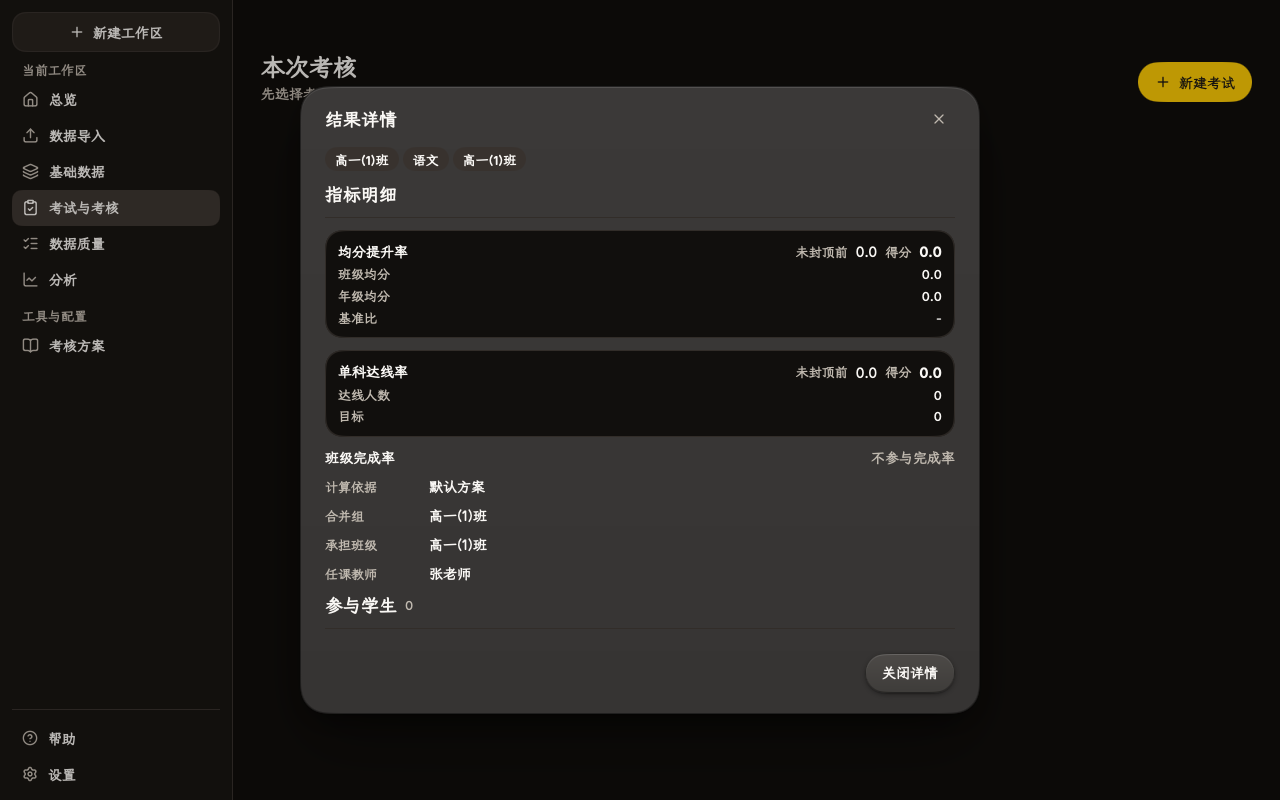 新建工作区
当前工作区
总览
数据导入
基础数据
考试与考核
数据质量
分析
工具与配置
考核方案
帮助
设置
本次考核
先选择
新建考试
结果详情
高一(1)班 语文 高一(1)班
指标明细
均分提升率 未封顶前 0.0 得分 0.0
班级均分 0.0
年级均分 0.0
基准比 -
单科达线率 未封顶前 0.0 得分 0.0
达线人数 0
目标 0
班级完成率 不参与完成率
计算依据 默认方案
合并组 高一(1)班
承担班级 高一(1)班
任课教师 张老师
参与学生 0
关闭详情